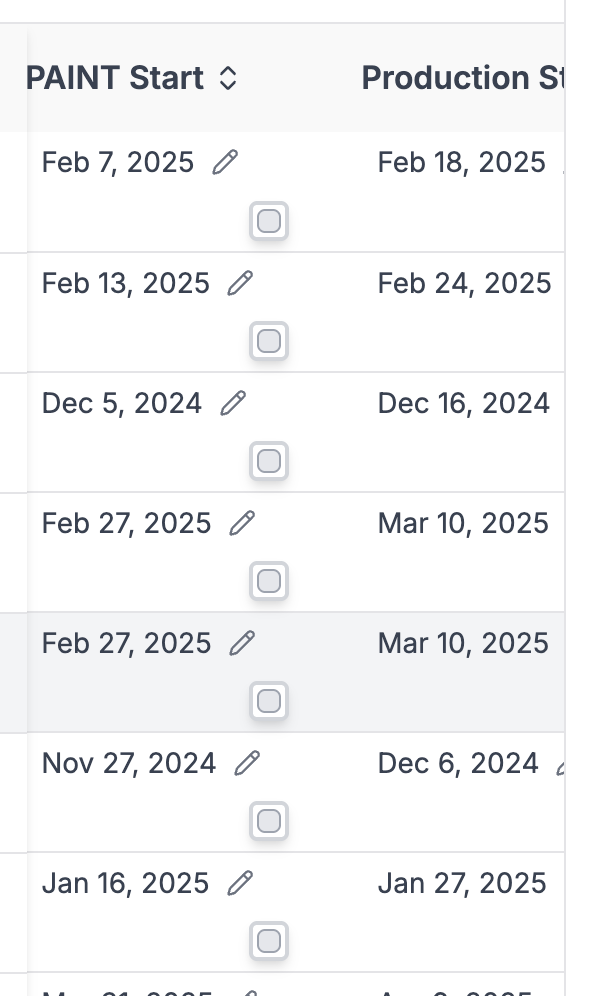 PAINT Start Production St
Feb 7, 2025 Feb 18, 2025
Feb 13, 2025 Feb 24, 2025
Dec 5, 2024 Dec 16, 2024
Feb 27, 2025 Mar 10, 2025
Feb 27, 2025 Mar 10, 2025
Nov 27, 2024 Dec 6, 2024
Jan 16, 2025 Jan 27, 2025